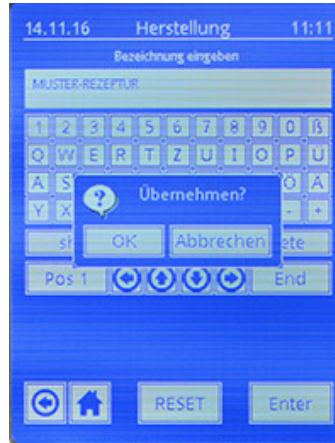 14.11.16 Herstellung 11:11
Bezeichnung eingeben
MUSTER-REZEPTUR
1 2 3 4 5 6 7 8 9 0 ß
Q W E R T Z U I O P Ü
A S Ö Ä
Übernehmen?
Y X - +
OK Abbrechen
Pos 1 End
RESET Enter